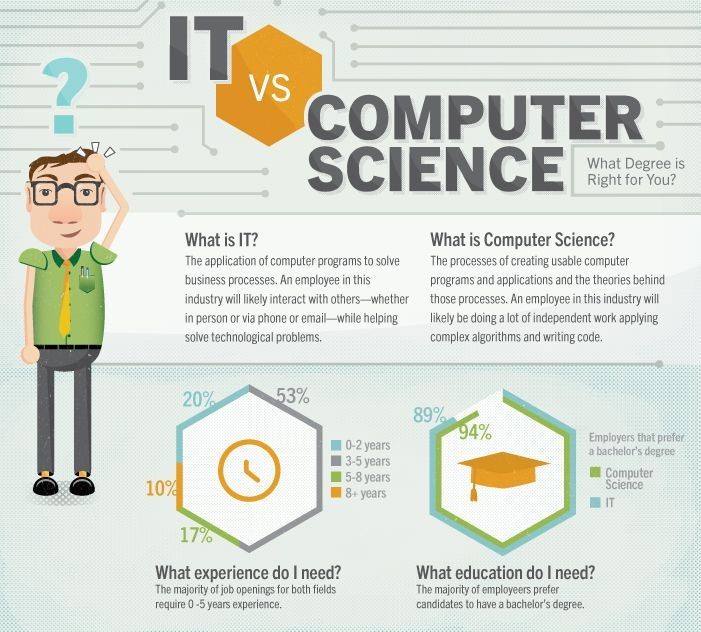 ?
IT
VS
COMPUTER
SCIENCE
What Degree is
Right for You?
What is IT?
The application of computer programs to solve
business processes. An employee in this
industry will likely interact with others—whether
in person or via phone or email—while helping
solve technological problems.
What is Computer Science?
The processes of creating usable computer
programs and applications and the theories behind
those processes. An employee in this industry will
likely be doing a lot of independent work applying
complex algorithms and writing code.
20%
53%
10%
17%
0-2 years
3-5 years
5-8 years
8+ years
89%
94%
Employers that prefer
a bachelor's degree
Computer
Science
IT
What experience do I need?
The majority of job openings for both fields
require 0 -5 years experience.
What education do I need?
The majority of employers prefer
candidates to have a bachelor's degree.